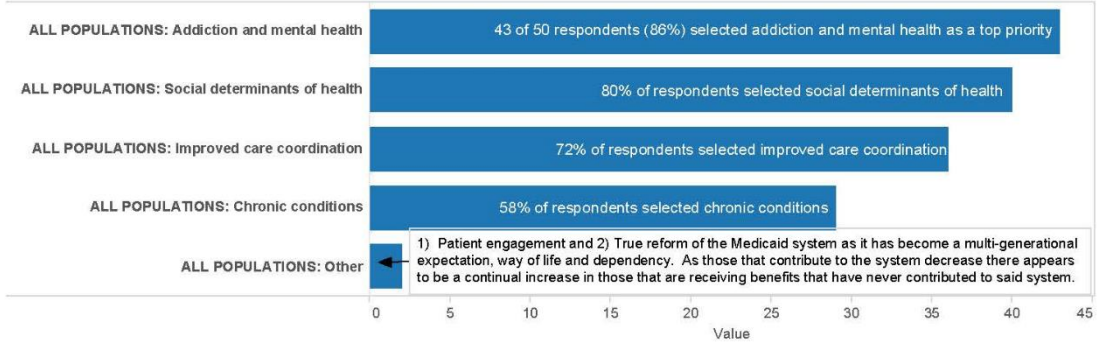 ALL POPULATIONS: Addiction and mental health
43 of 50 respondents (86%) selected addiction and mental health as a top priority
ALL POPULATIONS: Social determinants of health
80% of respondents selected social determinants of health
ALL POPULATIONS: Improved care coordination
72% of respondents selected improved care coordination
ALL POPULATIONS: Chronic conditions
58% of respondents selected chronic conditions
ALL POPULATIONS: Other
1) Patient engagement and 2) True reform of the Medicaid system as it has become a multi-generational
expectation, way of life and dependency. As those that contribute to the system decrease there appears
to be a continual increase in those that are receiving benefits that have never contributed to said system.
0 5 10 15 20 25 30 35 40 45
Value